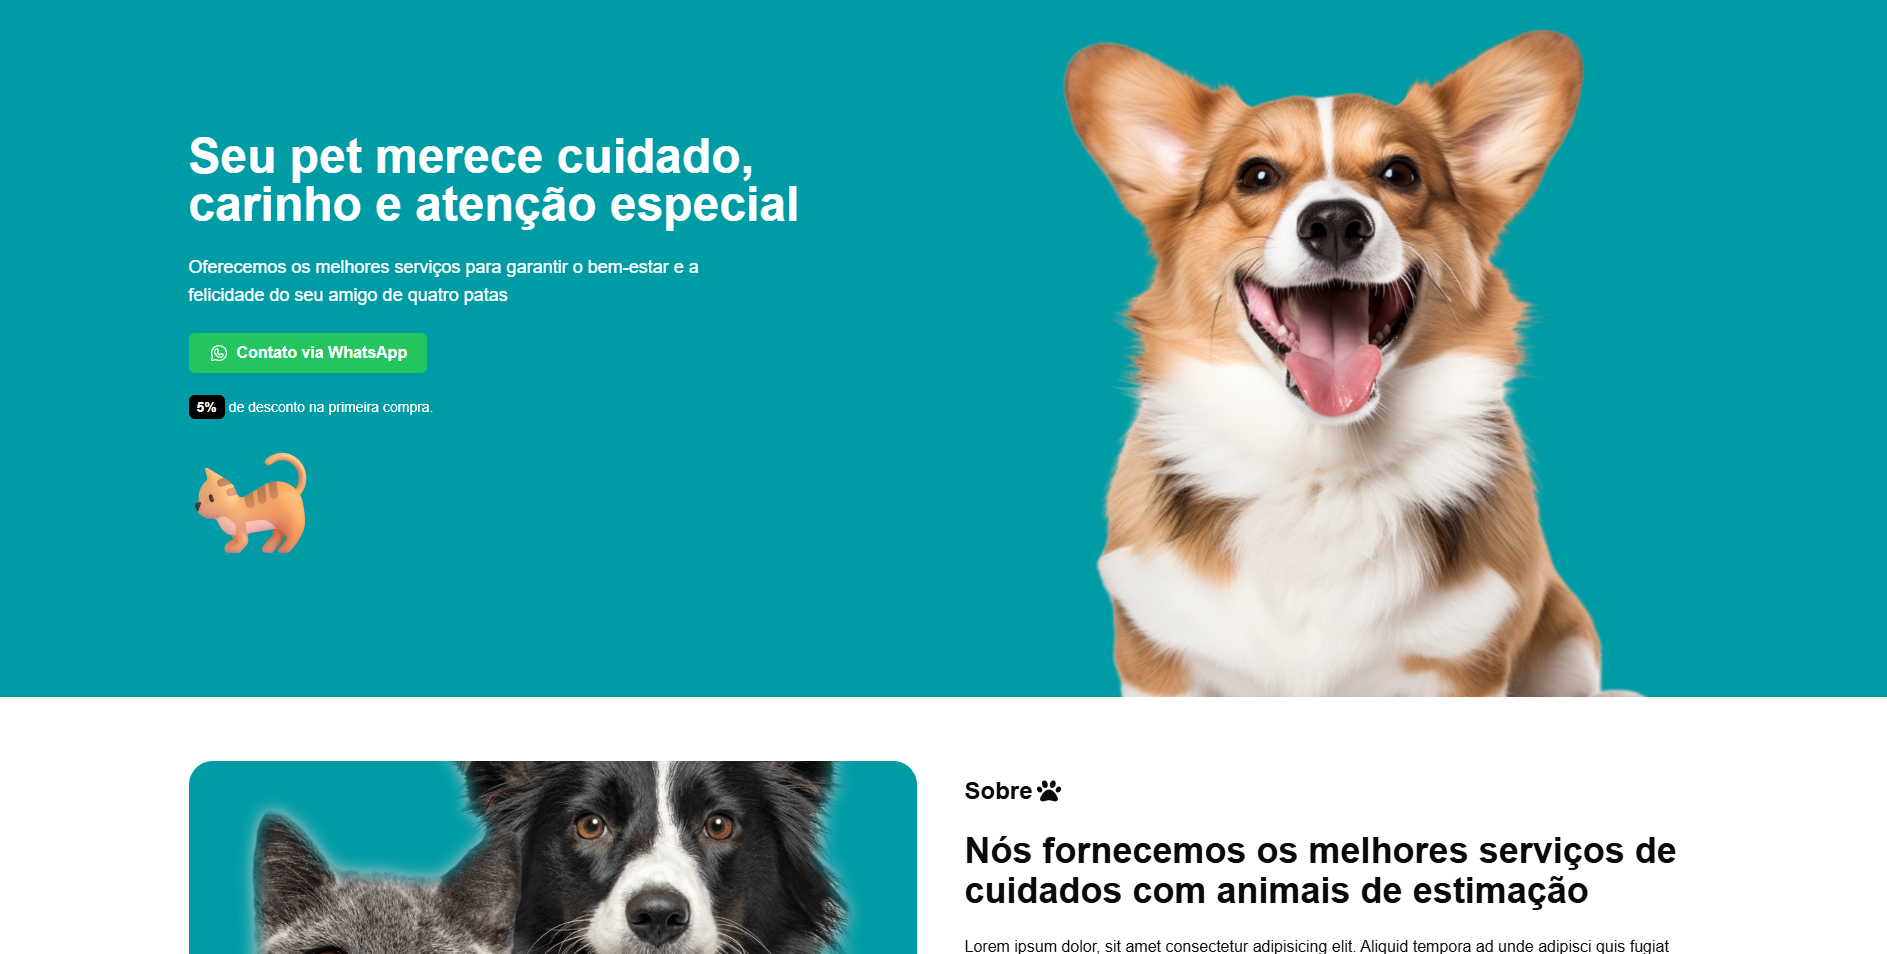 Seu pet merece cuidado,
carinho e atenção especial
Oferecemos os melhores serviços para garantir o bem-estar e a
felicidade do seu amigo de quatro patas
Contato via WhatsApp
5% de desconto na primeira compra.
Sobre
Nós fornecemos os melhores serviços de
cuidados com animais de estimação
Lorem ipsum dolor, sit amet consectetur adipisicing elit. Aliquid tempora ad unde adipisci quis fugiat